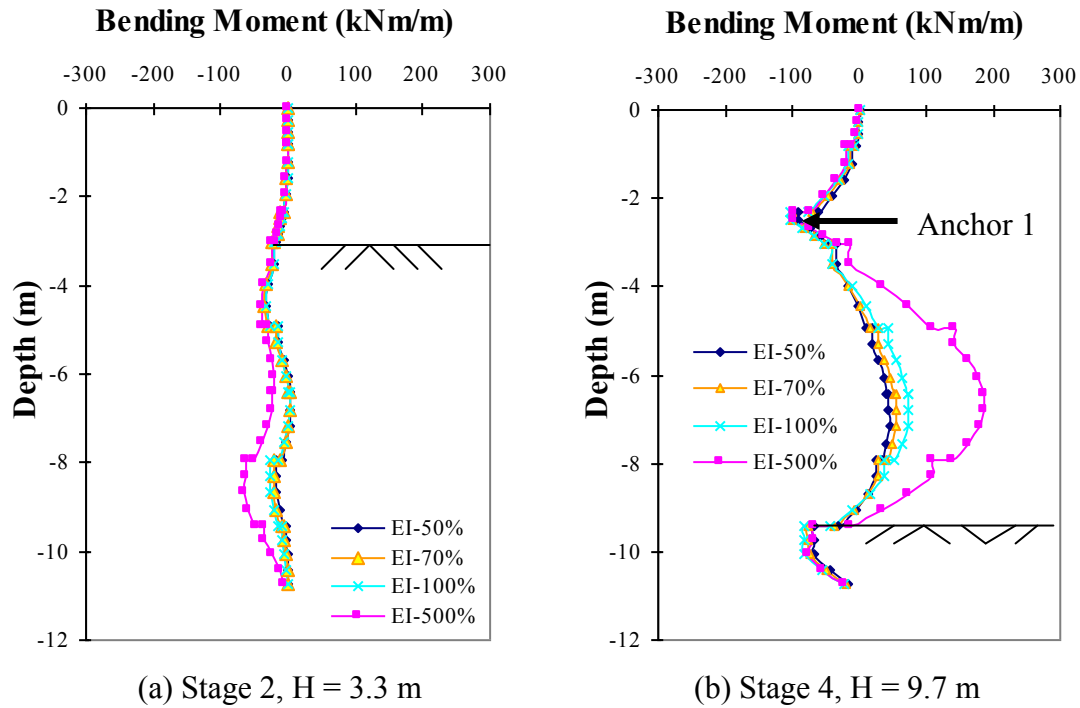 Bending Moment (kNm/m)
-300 -200 -100 0 100 200 300
0
-2
-4
-6
-8
-10
-12
Depth (m)
EI-50%
EI-70%
EI-100%
EI-500%
(a) Stage 2, H = 3.3 m
Bending Moment (kNm/m)
-300 -200 -100 0 100 200 300
0
-2
-4
-6
-8
-10
-12
Depth (m)
Anchor 1
EI-50%
EI-70%
EI-100%
EI-500%
(b) Stage 4, H = 9.7 m